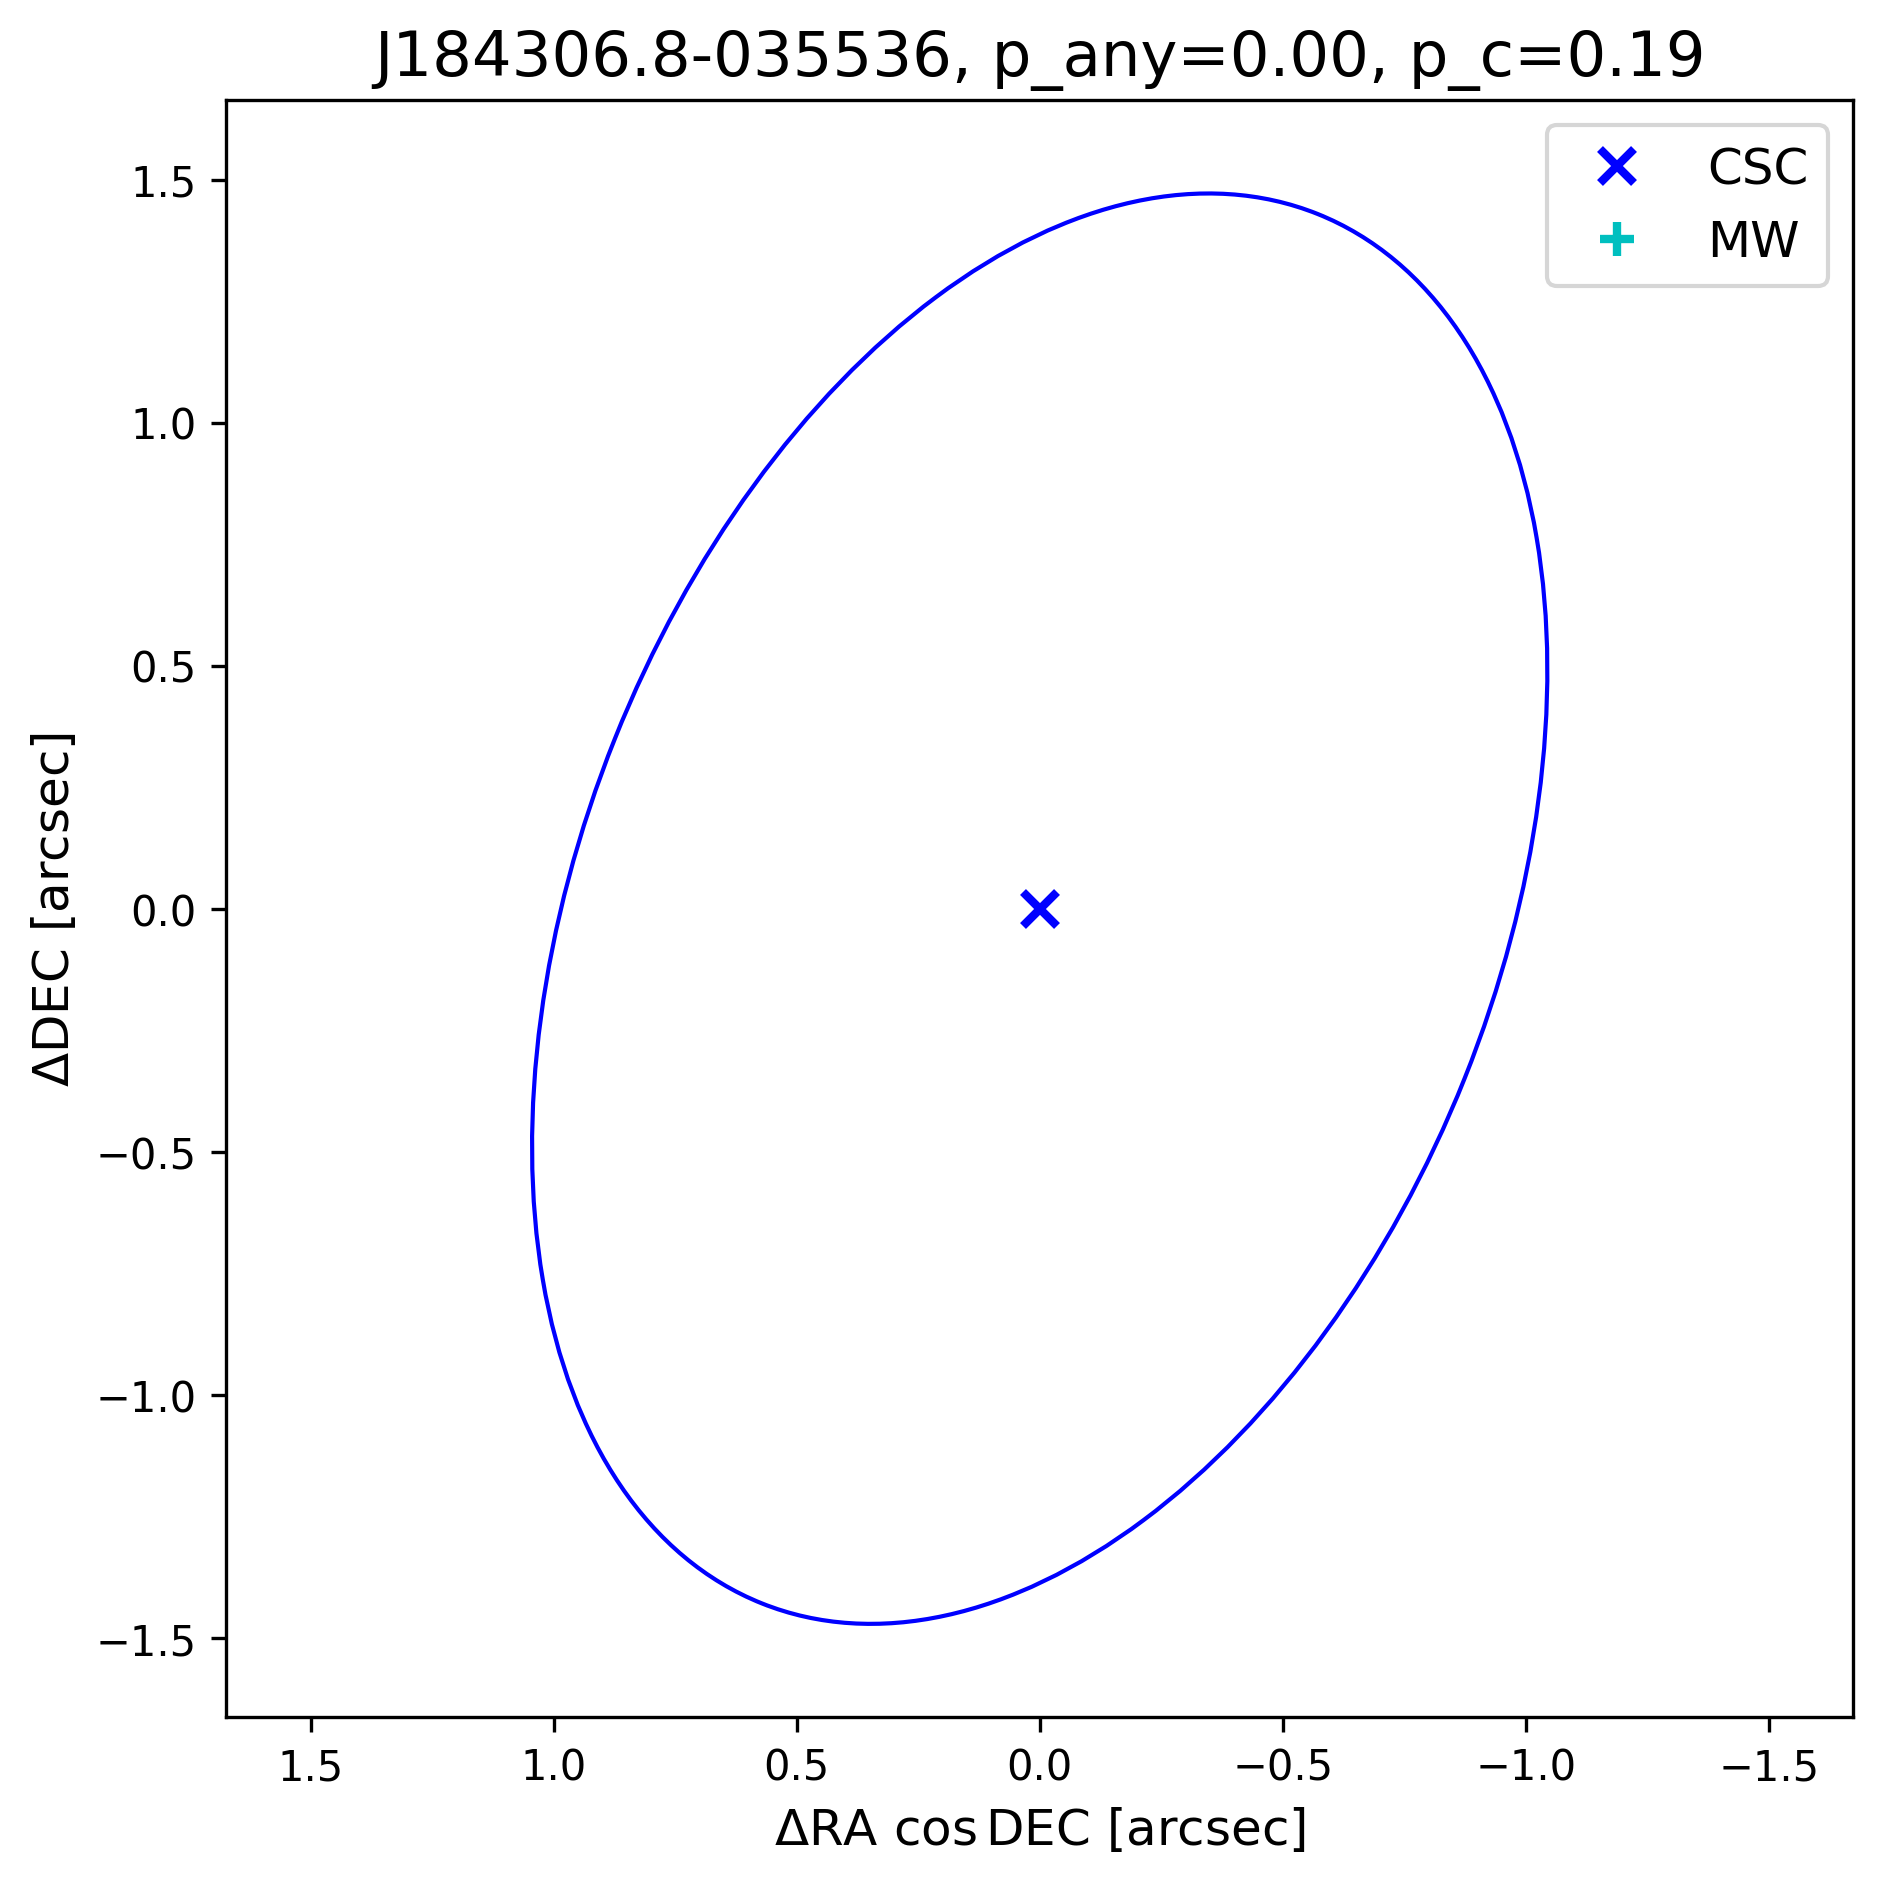 J184306.8-035536, p_any=0.00, p_c=0.19
CSC
MW
1.5
1.0
0.5
0.0
−0.5
−1.0
−1.5
ΔDEC [arcsec]
1.5 1.0 0.5 0.0 −0.5 −1.0 −1.5
ΔRA cos DEC [arcsec]